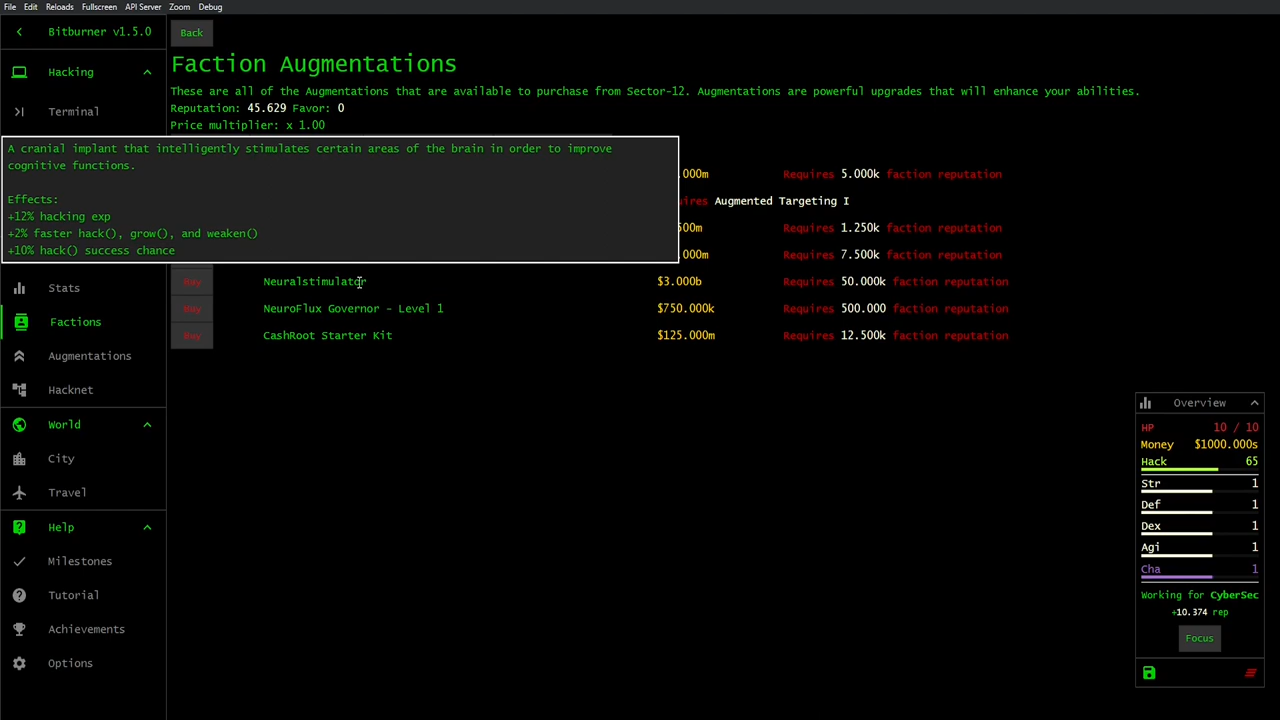 File Edit Reloads Fullscreen API Server Zoom Debug
Bitburner v1.5.0
Back
Hacking
Faction Augmentations
These are all of the Augmentations that are available to purchase from Sector-12. Augmentations are powerful upgrades that will enhance your abilities.
Reputation: 45.629 Favor: 0
Terminal
Price multiplier: x 1.00
A cranial implant that intelligently stimulates certain areas of the brain in order to improve
cognitive functions.
Effects:
+12% hacking exp
+2% faster hack(), grow(), and weaken()
+10% hack() success chance
.000m Requires 5.000k faction reputation
Augmented Targeting I
Requires 1.250k faction reputation
.000m Requires 7.500k faction reputation
Buy Neuralstimulator $3.000b Requires 50.000k faction reputation
Buy NeuroFlux Governor - Level 1 $750.000k Requires 500.000 faction reputation
Buy CashRoot Starter Kit $125.000m Requires 12.500k faction reputation
Stats
Factions
Augmentations
Hacknet
World
City
Travel
Help
Milestones
Tutorial
Achievements
Options
Overview
HP 10 / 10
Money $1000.000s
Hack 65
Str 1
Def 1
Dex 1
Agi 1
Cha 1
Working for CyberSec
+10.374 rep
Focus